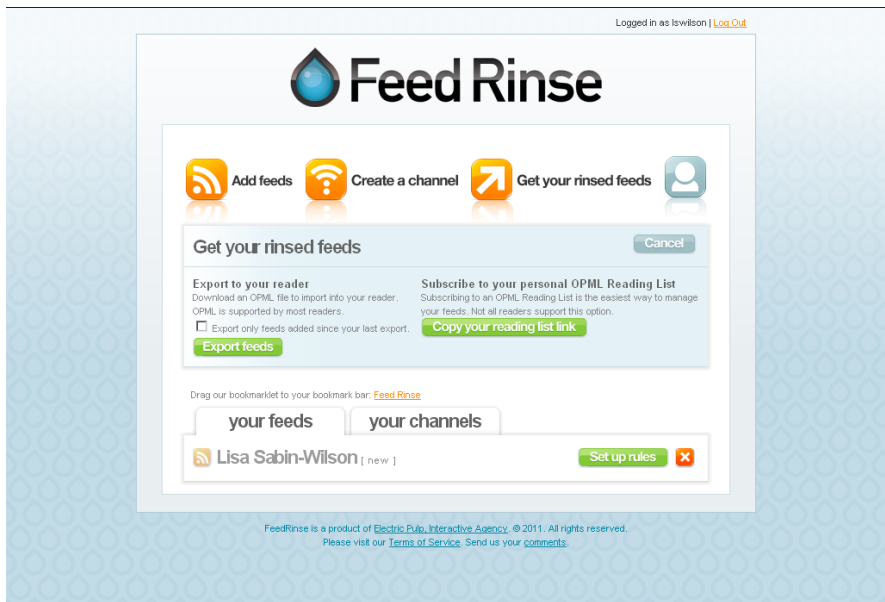 Logged in as lswilson | Log Out
Feed Rinse
Add feeds Create a channel Get your rinsed feeds
Get your rinsed feeds Cancel
Export to your reader
Download an OPML file to import into your reader.
OPML is supported by most readers.
Export only feeds added since your last export.
Export feeds
Subscribe to your personal OPML Reading List
Subscribing to an OPML Reading List is the easiest way to manage
your feeds. Not all readers support this option.
Copy your reading list link
Drag our bookmarklet to your bookmark bar: Feed Rinse
your feeds your channels
Lisa Sabin-Wilson [ new ] Set up rules
FeedRinse is a product of Electric Pulp, Interactive Agency. © 2011. All rights reserved.
Please visit our Terms of Service. Send us your comments.